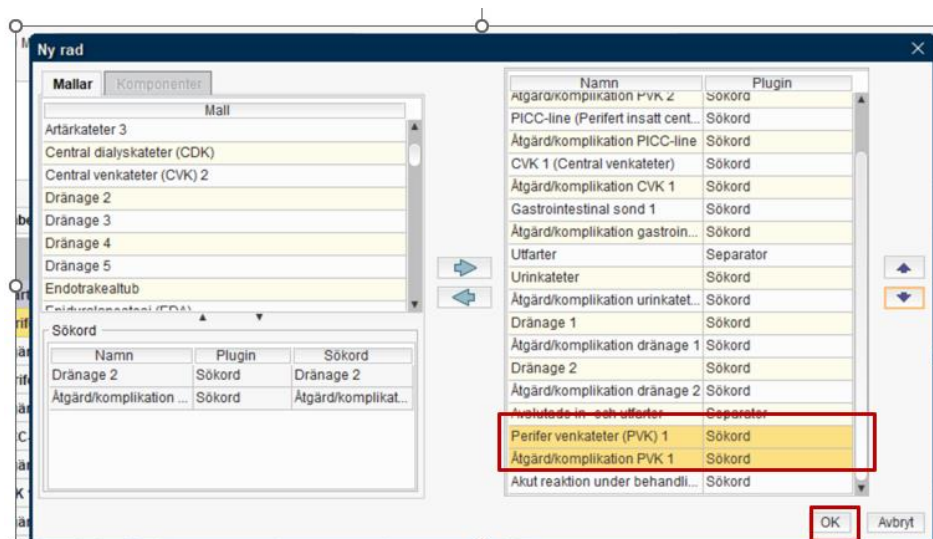 Ny rad
Mallar Komponenter
Mall
Artärkateter 3
Central dialyskateter (CDK)
Central venkateter (CVK) 2
Dränage 2
Dränage 3
Dränage 4
Dränage 5
Endotrakealtub
Sökord
Namn Plugin Sökord
Dränage 2 Sökord Dränage 2
Åtgärd/komplikation ... Sökord Åtgärd/komplikat...
Namn Plugin
Åtgärd/komplikation PVK 2 Sökord
PICC-line (Perifert insatt cent... Sökord
Åtgärd/komplikation PICC-line Sökord
CVK 1 (Central venkateter) Sökord
Åtgärd/komplikation CVK 1 Sökord
Gastrointestinal sond 1 Sökord
Åtgärd/komplikation gastroin... Sökord
Utfarter Separator
Urinkateter Sökord
Åtgärd/komplikation urinkatet... Sökord
Dränage 1 Sökord
Åtgärd/komplikation dränage 1 Sökord
Dränage 2 Sökord
Åtgärd/komplikation dränage 2 Sökord
Avslutade in- och utfarter Separator
Perifer venkateter (PVK) 1 Sökord
Åtgärd/komplikation PVK 1 Sökord
Akut reaktion under behandli... Sökord
OK Avbryt